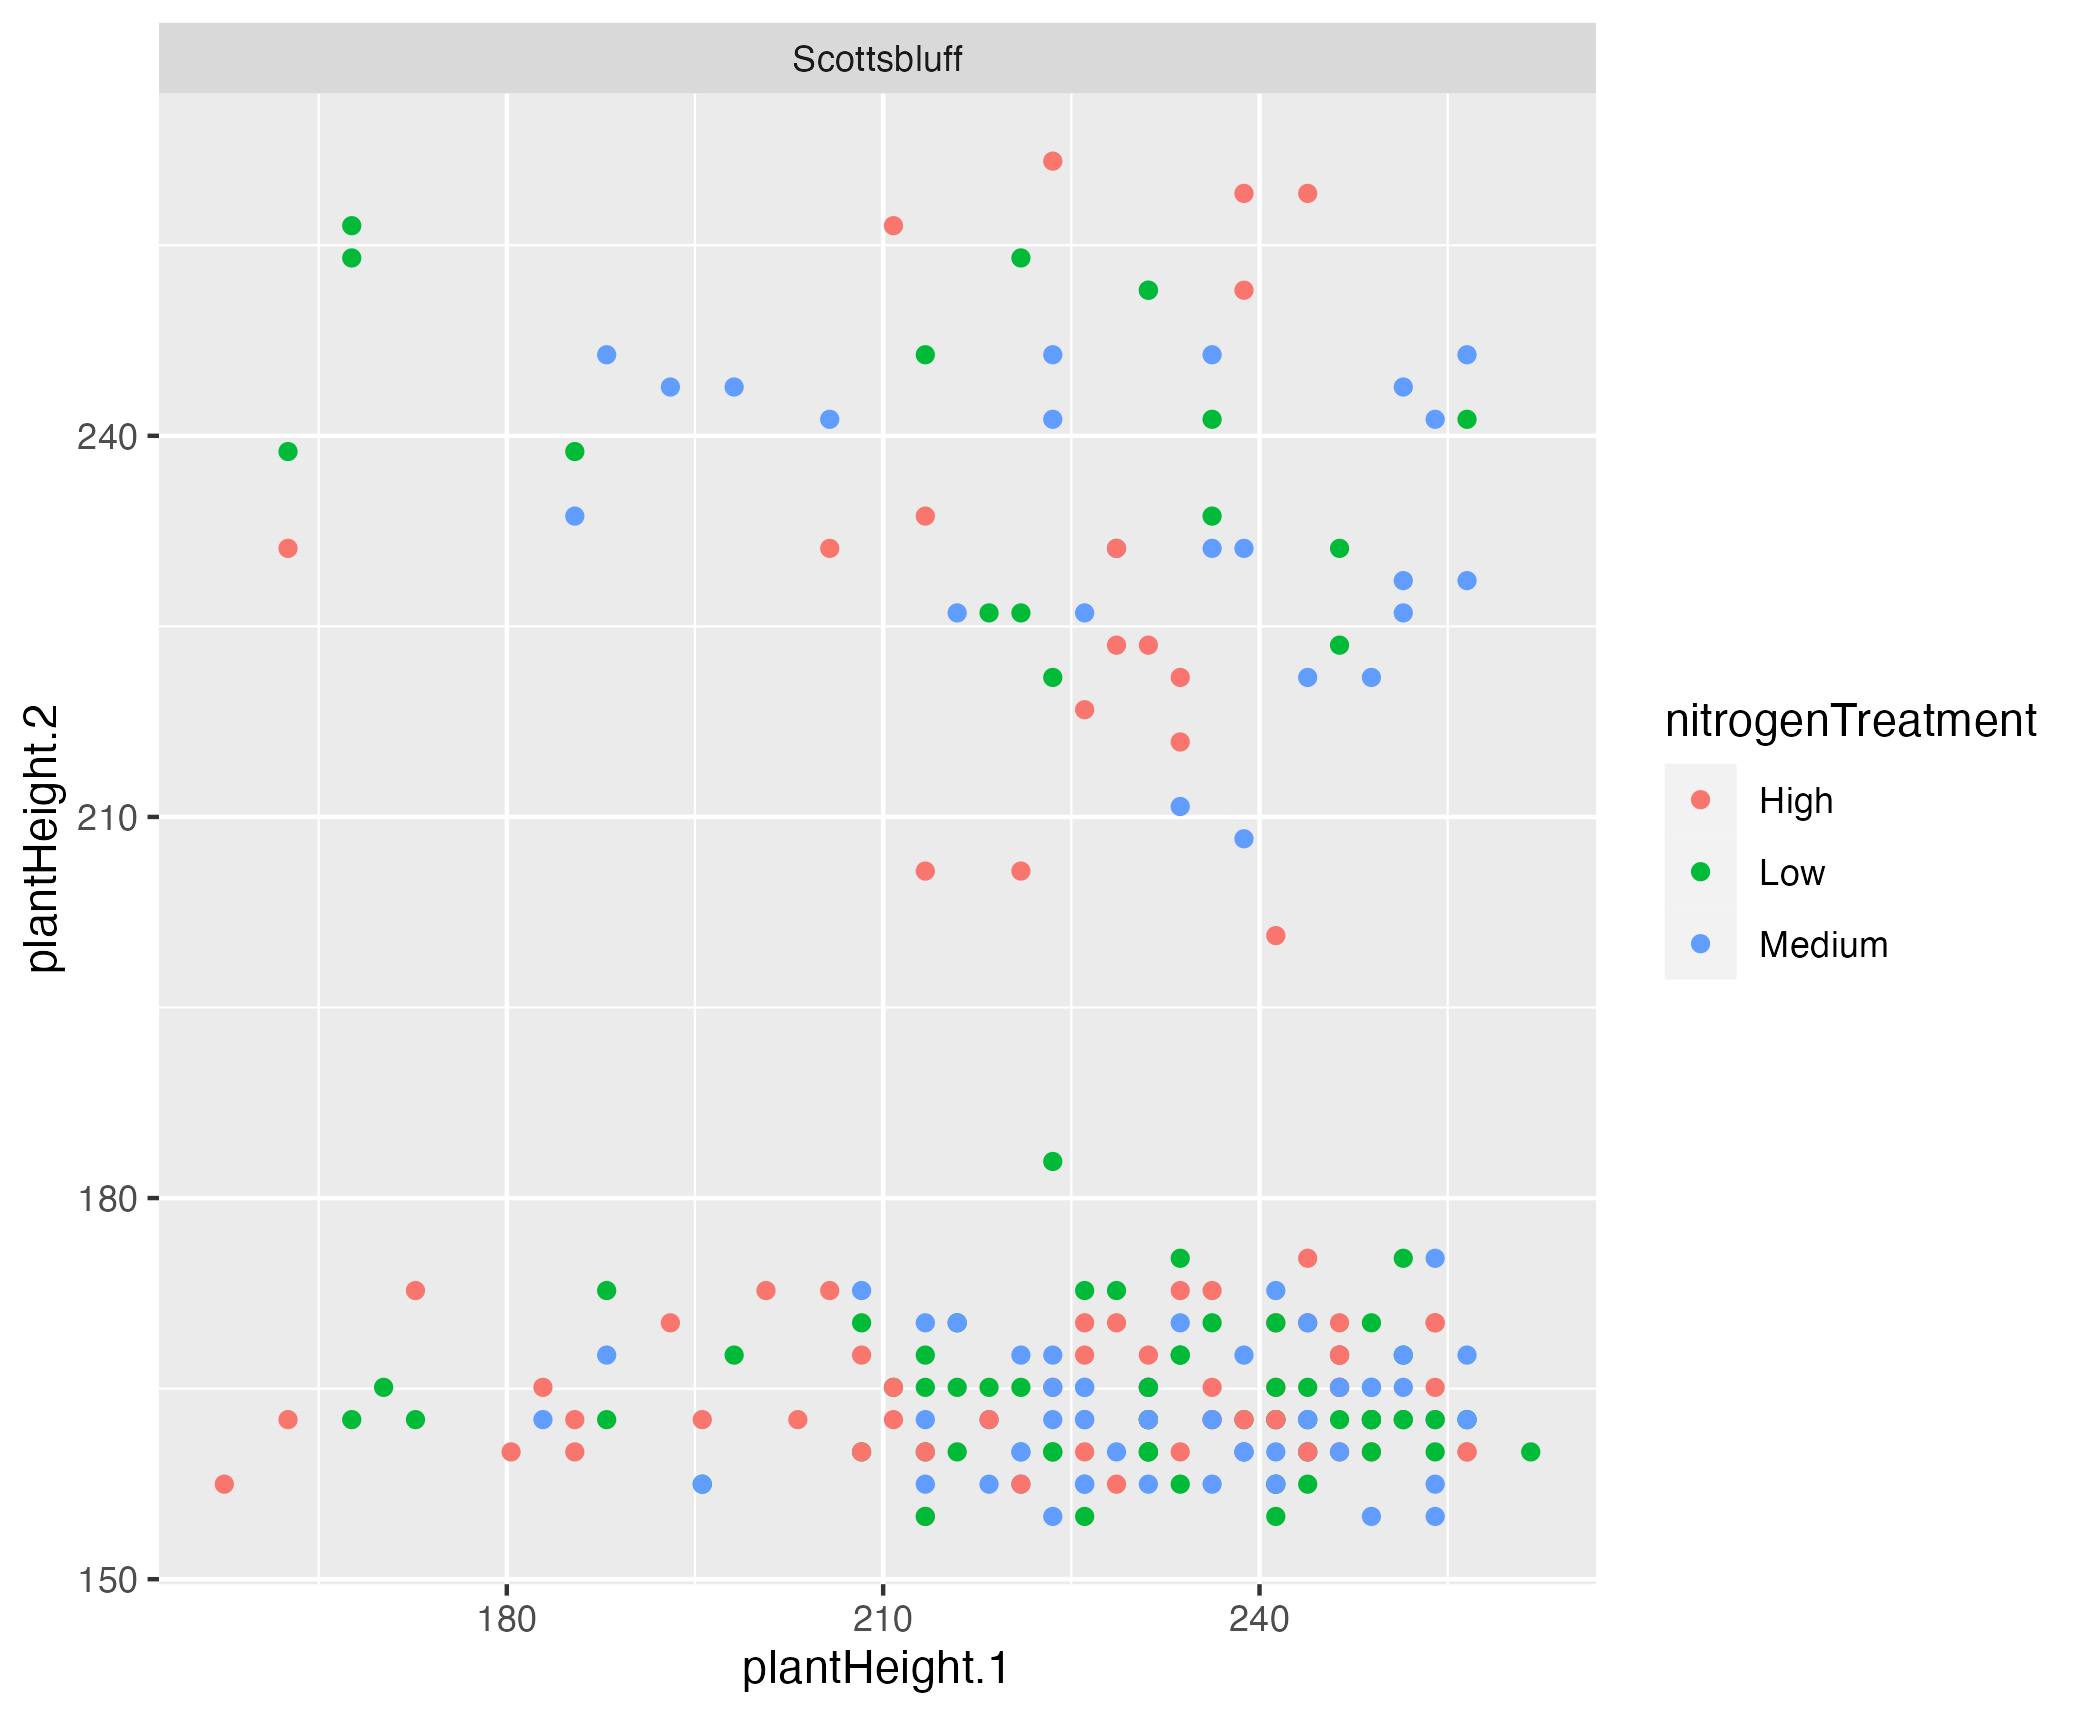 Scottsbluff
240
210
180
150
plantHeight.2
180
210
240
plantHeight.1
nitrogenTreatment
High
Low
Medium